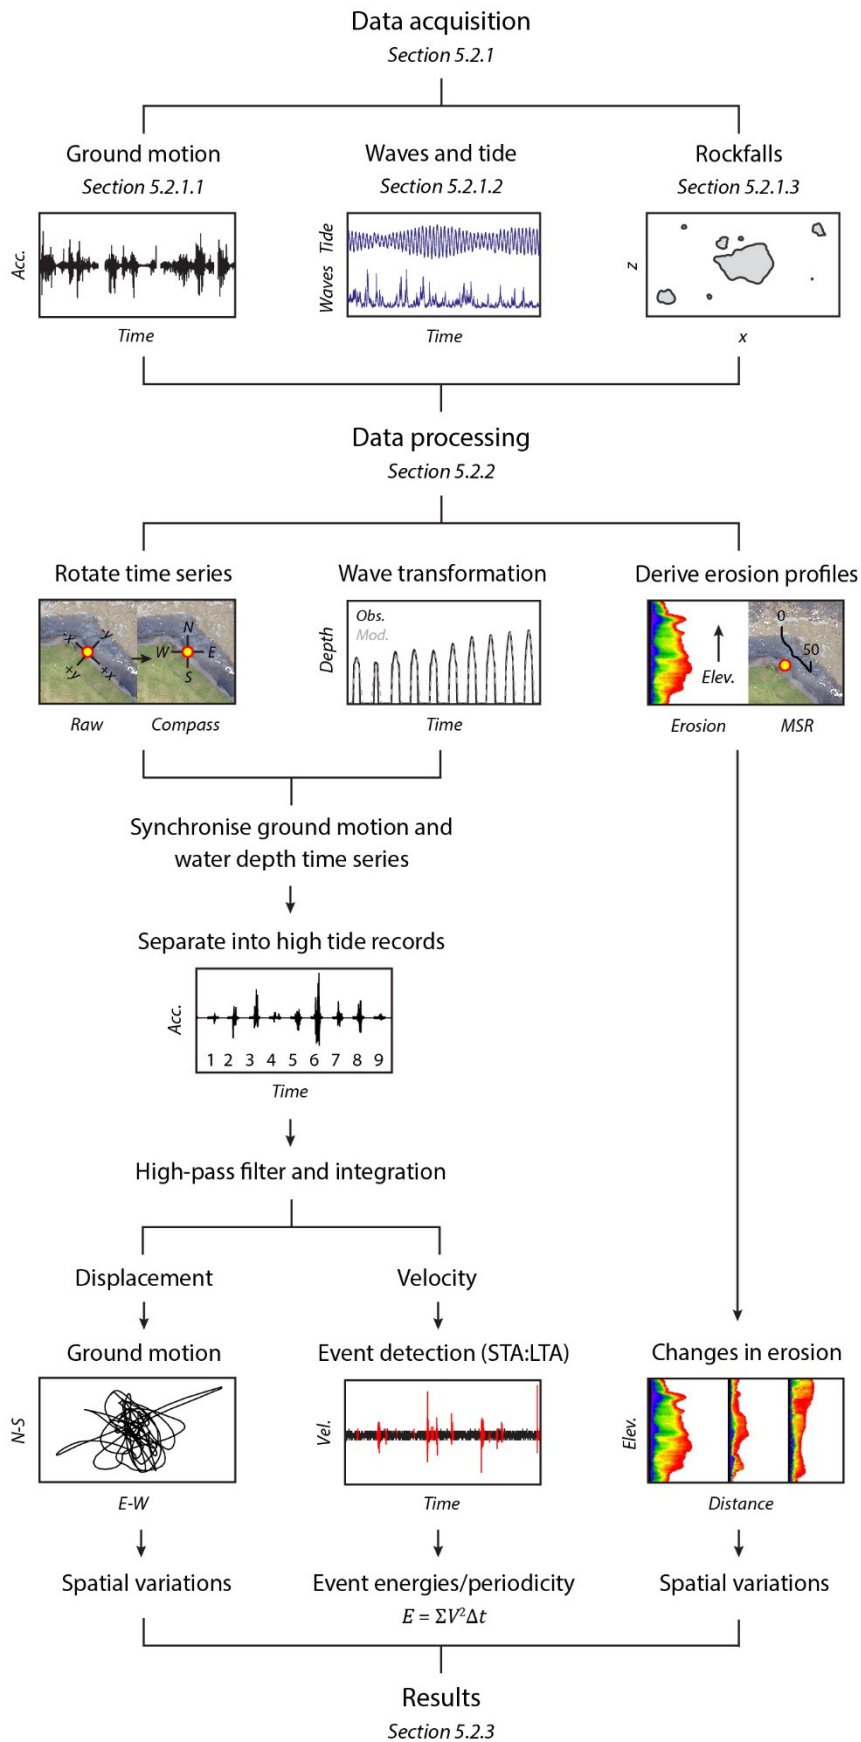 Data acquisition
Section 5.2.1
Ground motion
Section 5.2.1.1
Acc.
Time
Waves and tide
Section 5.2.1.2
Waves Tide
Time
Rockfalls
Section 5.2.1.3
z
x
Data processing
Section 5.2.2
Rotate time series
-x -y
+y +x
N
W E
S
Raw Compass
Wave transformation
Obs.
Mod.
Depth
Time
Derive erosion profiles
Elev.
0
50
Erosion MSR
Synchronise ground motion and
water depth time series
Separate into high tide records
Acc.
1 2 3 4 5 6 7 8 9
Time
High-pass filter and integration
Displacement
Velocity
Ground motion
N-S
E-W
Event detection (STA:LTA)
Vel.
Time
Changes in erosion
Elev.
Distance
Spatial variations
Event energies/periodicity
E = ΣV²Δt
Spatial variations
Results
Section 5.2.3